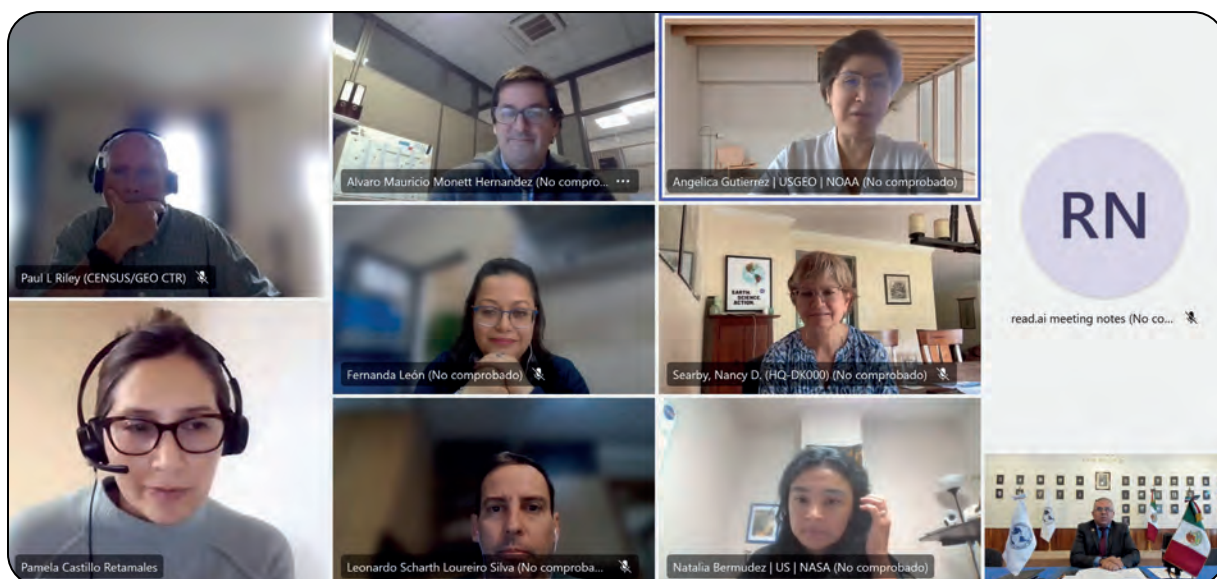 Paul L Riley (CENSUS/GEO CTR)
Alvaro Mauricio Monett Hernandez (No compro... ...
Angelica Gutierrez | USGEO | NOAA (No comprobado)
RN
read.ai meeting notes (No co...
Fernanda León (No comprobado)
EARTH.
SCIENCE.
ACTION.
Searby, Nancy D. (HQ-DK000) (No comprobado)
Pamela Castillo Retamales
Leonardo Scharth Loureiro Silva (No comproba...
Natalia Bermudez | US | NASA (No comprobado)